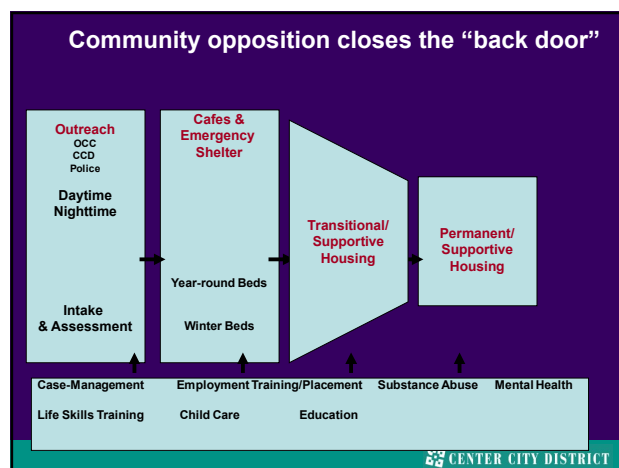 Community opposition closes the “back door”
Outreach
OCC
CCD
Police
Daytime
Nighttime
Intake
& Assessment
Cafes &
Emergency
Shelter
Year-round Beds
Winter Beds
Transitional/
Supportive
Housing
Permanent/
Supportive
Housing
Case-Management Employment Training/Placement Substance Abuse Mental Health
Life Skills Training Child Care Education
CENTER CITY DISTRICT